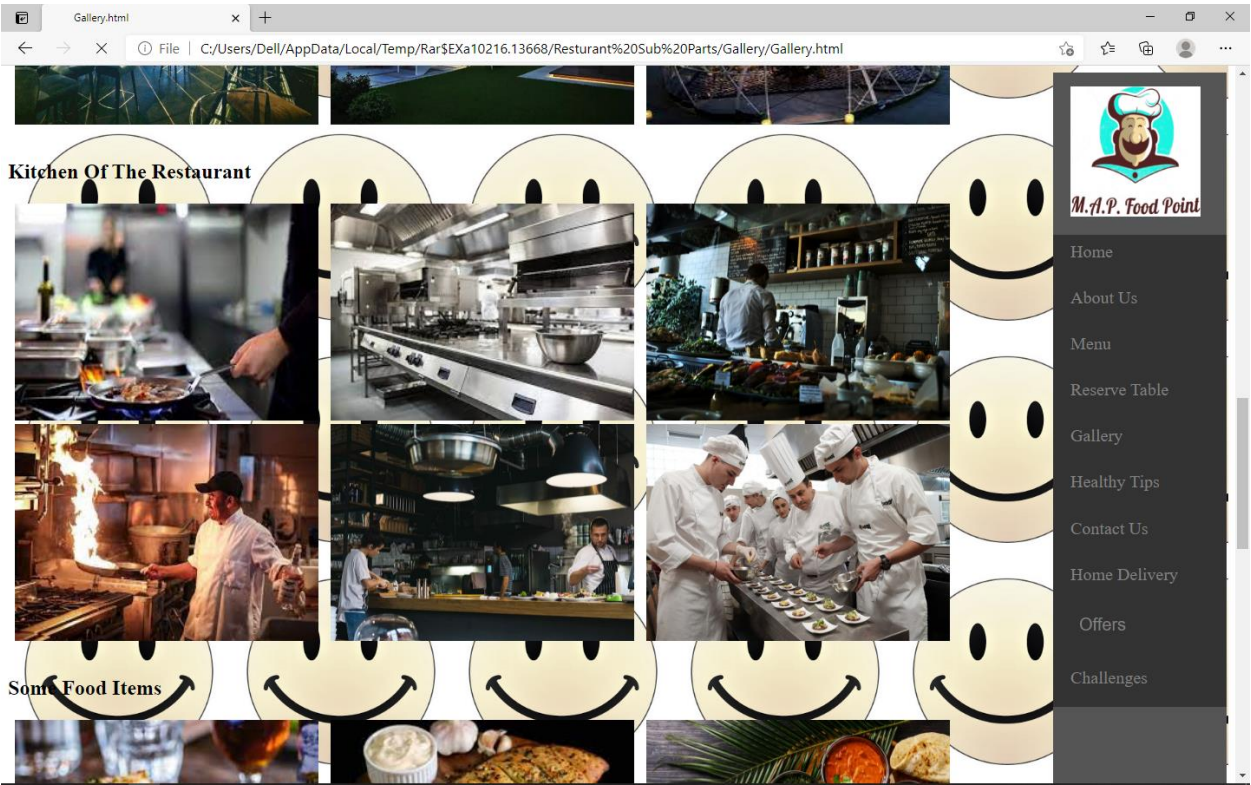 Gallery.html
File | C:/Users/Dell/AppData/Local/Temp/Rar$EXa10216.13668/Resturant%20Sub%20Parts/Gallery/Gallery.html
Kitchen Of The Restaurant
Some Food Items
M.A.P. Food Point
Home
About Us
Menu
Reserve Table
Gallery
Healthy Tips
Contact Us
Home Delivery
Offers
Challenges